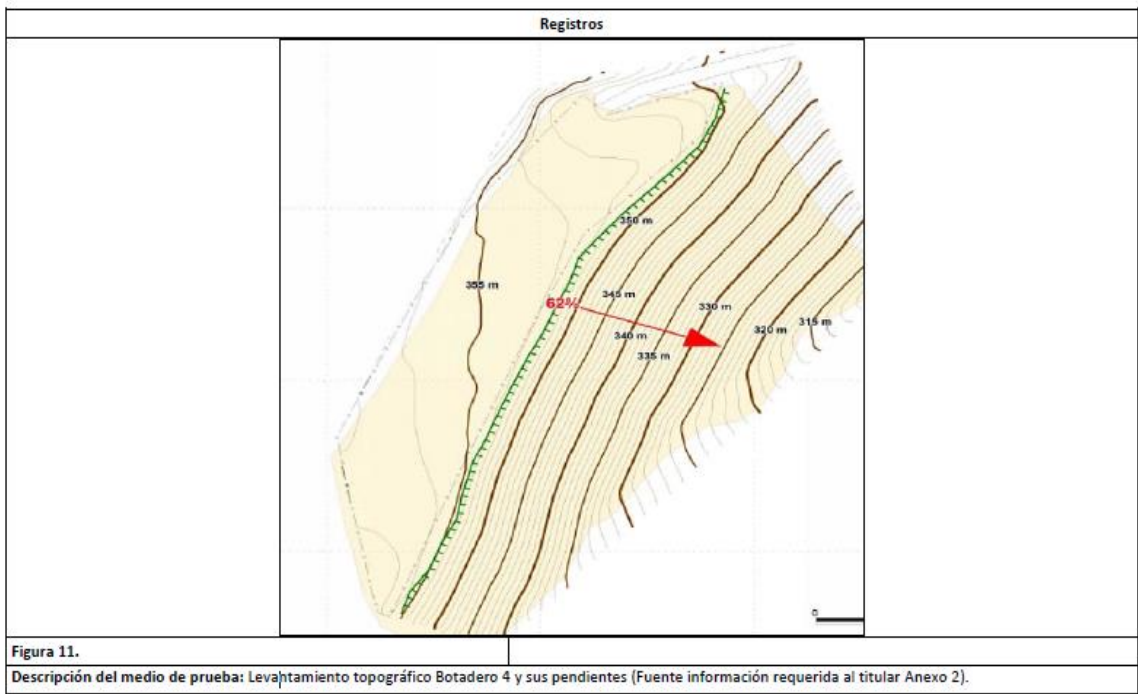 Registros
350 m
355 m
62%
345 m
330 m
340 m
335 m
320 m
315 m
0
Figura 11.
Descripción del medio de prueba: Levantamiento topográfico Botadero 4 y sus pendientes (Fuente información requerida al titular Anexo 2).